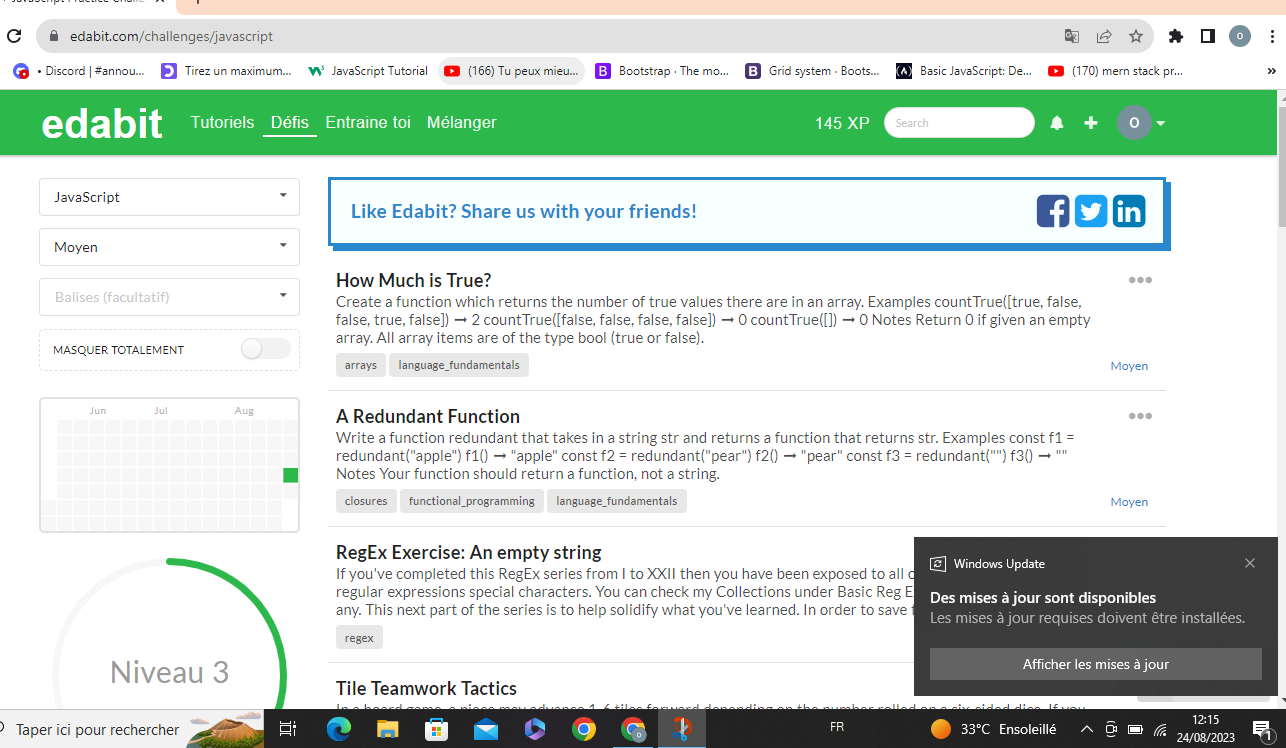 edabit.com/challenges/javascript
• Discord | #annou...
Tirez un maximum...
JavaScript Tutorial
(166) Tu peux mieu...
Bootstrap · The mo...
Grid system · Boots...
Basic JavaScript: De...
(170) mern stack pr...
»
edabit
Tutoriels
Défis
Entraine toi
Mélanger
145 XP
Search
O
JavaScript
Moyen
Balises (facultatif)
MASQUER TOTALEMENT
Jun Jul Aug
Niveau 3
Like Edabit? Share us with your friends!
How Much is True?
Create a function which returns the number of true values there are in an array. Examples countTrue([true, false,
false, true, false]) ➞ 2 countTrue([false, false, false, false]) ➞ 0 countTrue([]) ➞ 0 Notes Return 0 if given an empty
array. All array items are of the type bool (true or false).
arrays language_fundamentals
Moyen
A Redundant Function
Write a function redundant that takes in a string str and returns a function that returns str. Examples const f1 =
redundant("apple") f1() ➞ "apple" const f2 = redundant("pear") f2() ➞ "pear" const f3 = redundant("") f3() ➞ ""
Notes Your function should return a function, not a string.
closures functional_programming language_fundamentals
Moyen
RegEx Exercise: An empty string
If you've completed this RegEx series from I to XXII then you have been exposed to all
regular expressions special characters. You can check my Collections under Basic Reg
any. This next part of the series is to help solidify what you've learned. In order to save
regex
Tile Teamwork Tactics
Windows Update
Des mises à jour sont disponibles
Les mises à jour requises doivent être installées.
Afficher les mises à jour
Taper ici pour rechercher
FR
33°C Ensoleillé
12:15
24/08/2023
1